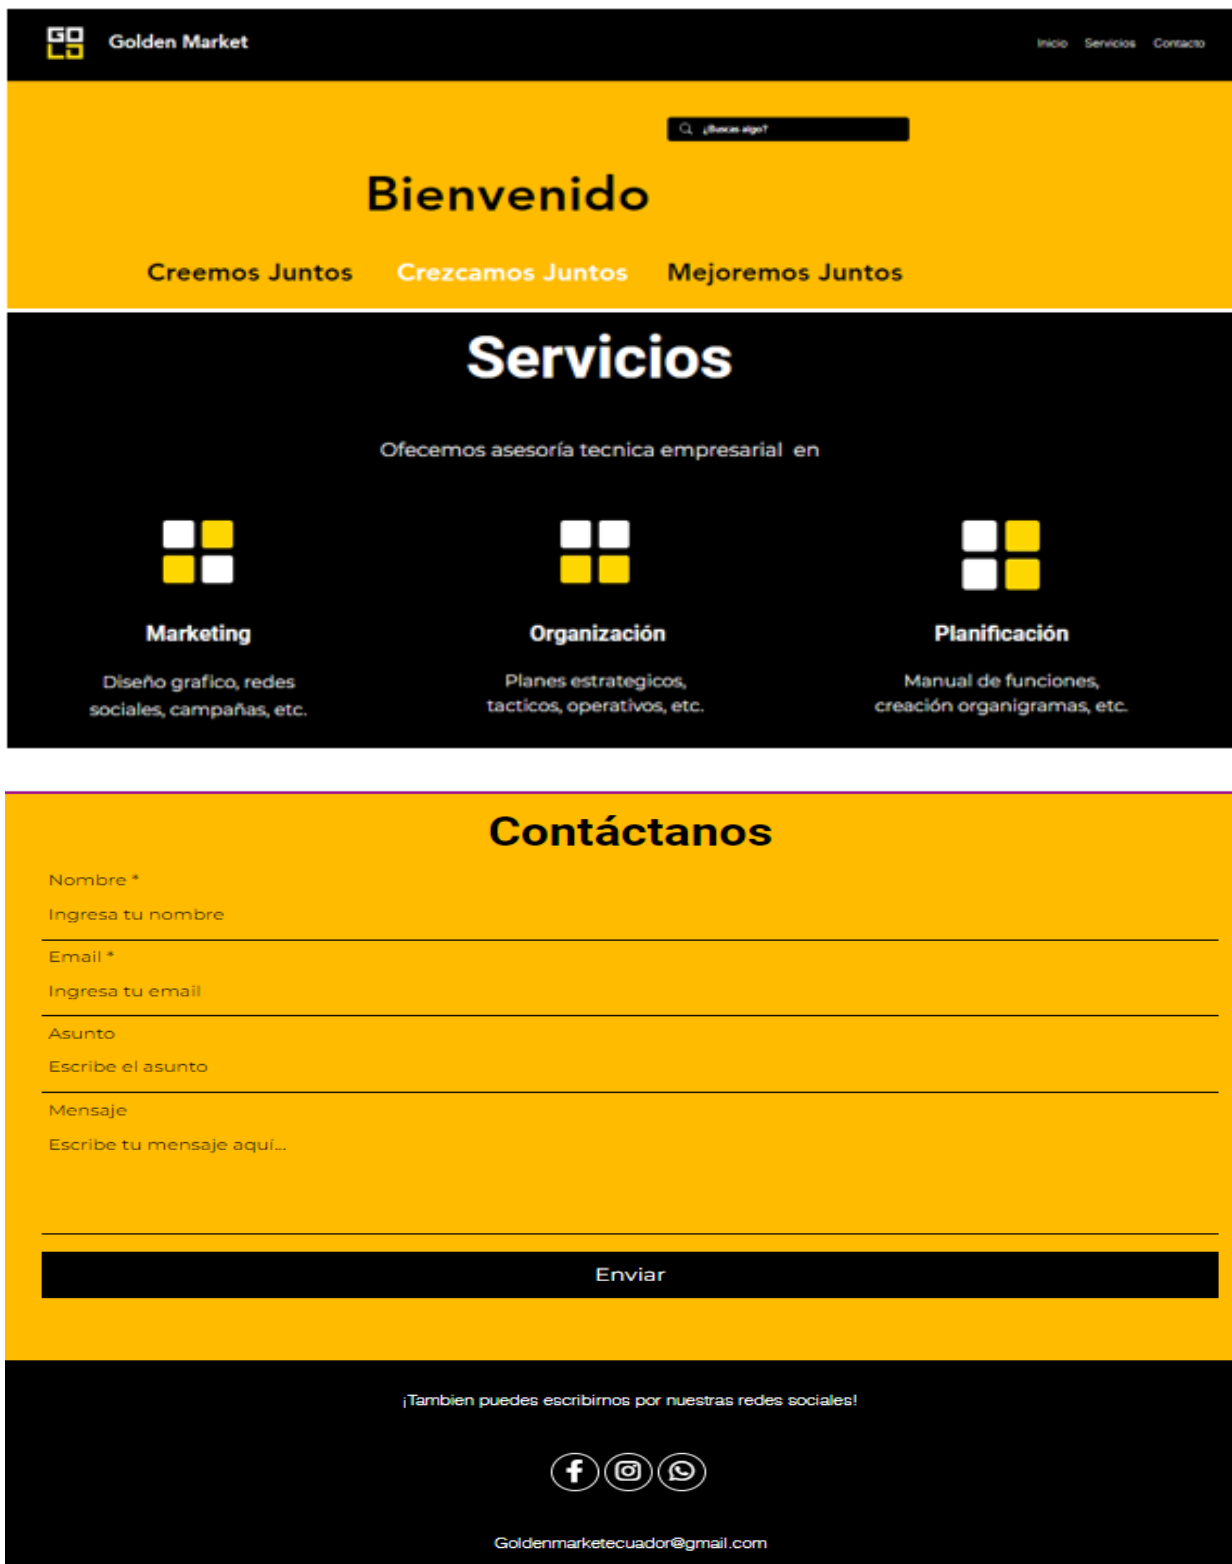 GO
LD
Golden Market
Inicio Servicios Contacto
¿Buscas algo?
Bienvenido
Creemos Juntos Crezcamos Juntos Mejoremos Juntos
Servicios
Ofecemos asesoría tecnica empresarial en
Marketing
Diseño grafico, redes
sociales, campañas, etc.
Organización
Planes estrategicos,
tacticos, operativos, etc.
Planificación
Manual de funciones,
creación organigramas, etc.
Contáctanos
Nombre *
Ingresa tu nombre
Email *
Ingresa tu email
Asunto
Escribe el asunto
Mensaje
Escribe tu mensaje aquí...
Enviar
¡Tambien puedes escribirnos por nuestras redes sociales!
Goldenmarketecuador@gmail.com